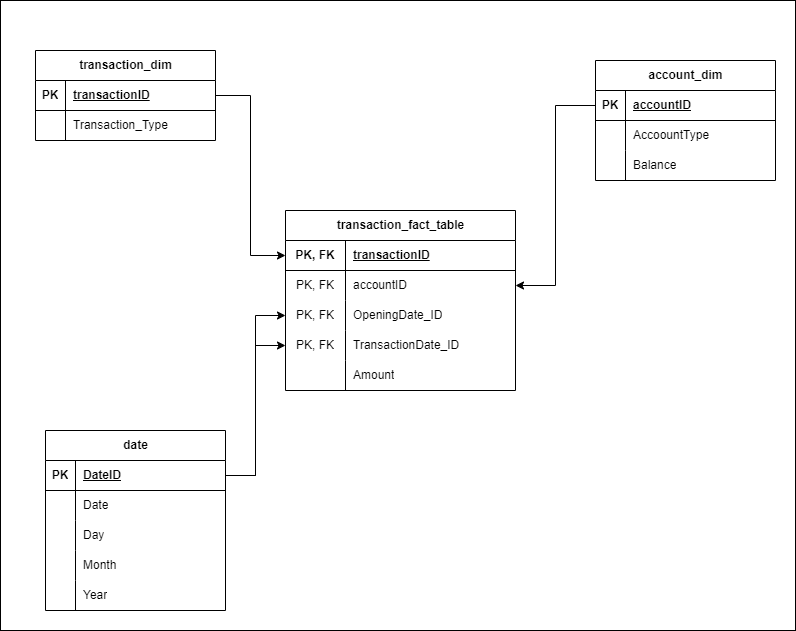 transaction_dim
PK transactionID
Transaction_Type
account_dim
PK accountID
AccoountType
Balance
transaction_fact_table
PK, FK transactionID
PK, FK accountID
PK, FK OpeningDate_ID
PK, FK TransactionDate_ID
Amount
date
PK DateID
Date
Day
Month
Year